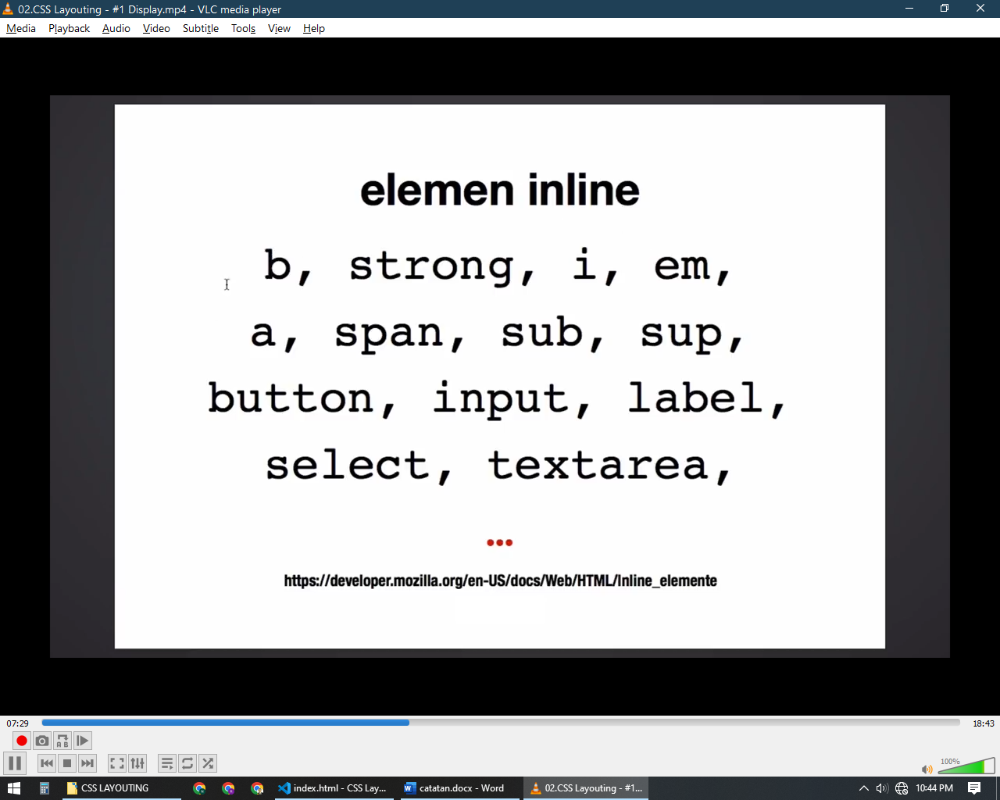 02.CSS Layouting - #1 Display.mp4 - VLC media player
Media Playback Audio Video Subtitle Tools View Help
elemen inline
b, strong, i, em,
a, span, sub, sup,
button, input, label,
select, textarea,
...
https://developer.mozilla.org/en-US/docs/Web/HTML/Inline_elemente
07:29 18:43
A B
100%
CSS LAYOUTING index.html - CSS Lay... catatan.docx - Word 02.CSS Layouting - #1... 10:44 PM